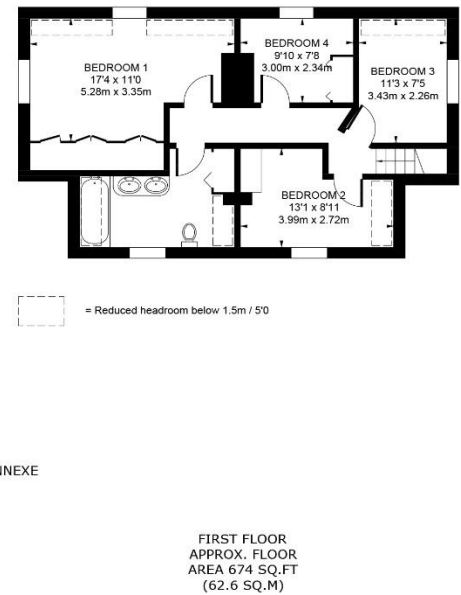 BEDROOM 1
17'4 x 11'0
5.28m x 3.35m
BEDROOM 4
9'10 x 7'8
3.00m x 2.34m
BEDROOM 3
11'3 x 7'5
3.43m x 2.26m
BEDROOM 2
13'1 x 8'11
3.99m x 2.72m
= Reduced headroom below 1.5m / 5'0
NNEXE
FIRST FLOOR
APPROX. FLOOR
AREA 674 SQ.FT
(62.6 SQ.M)